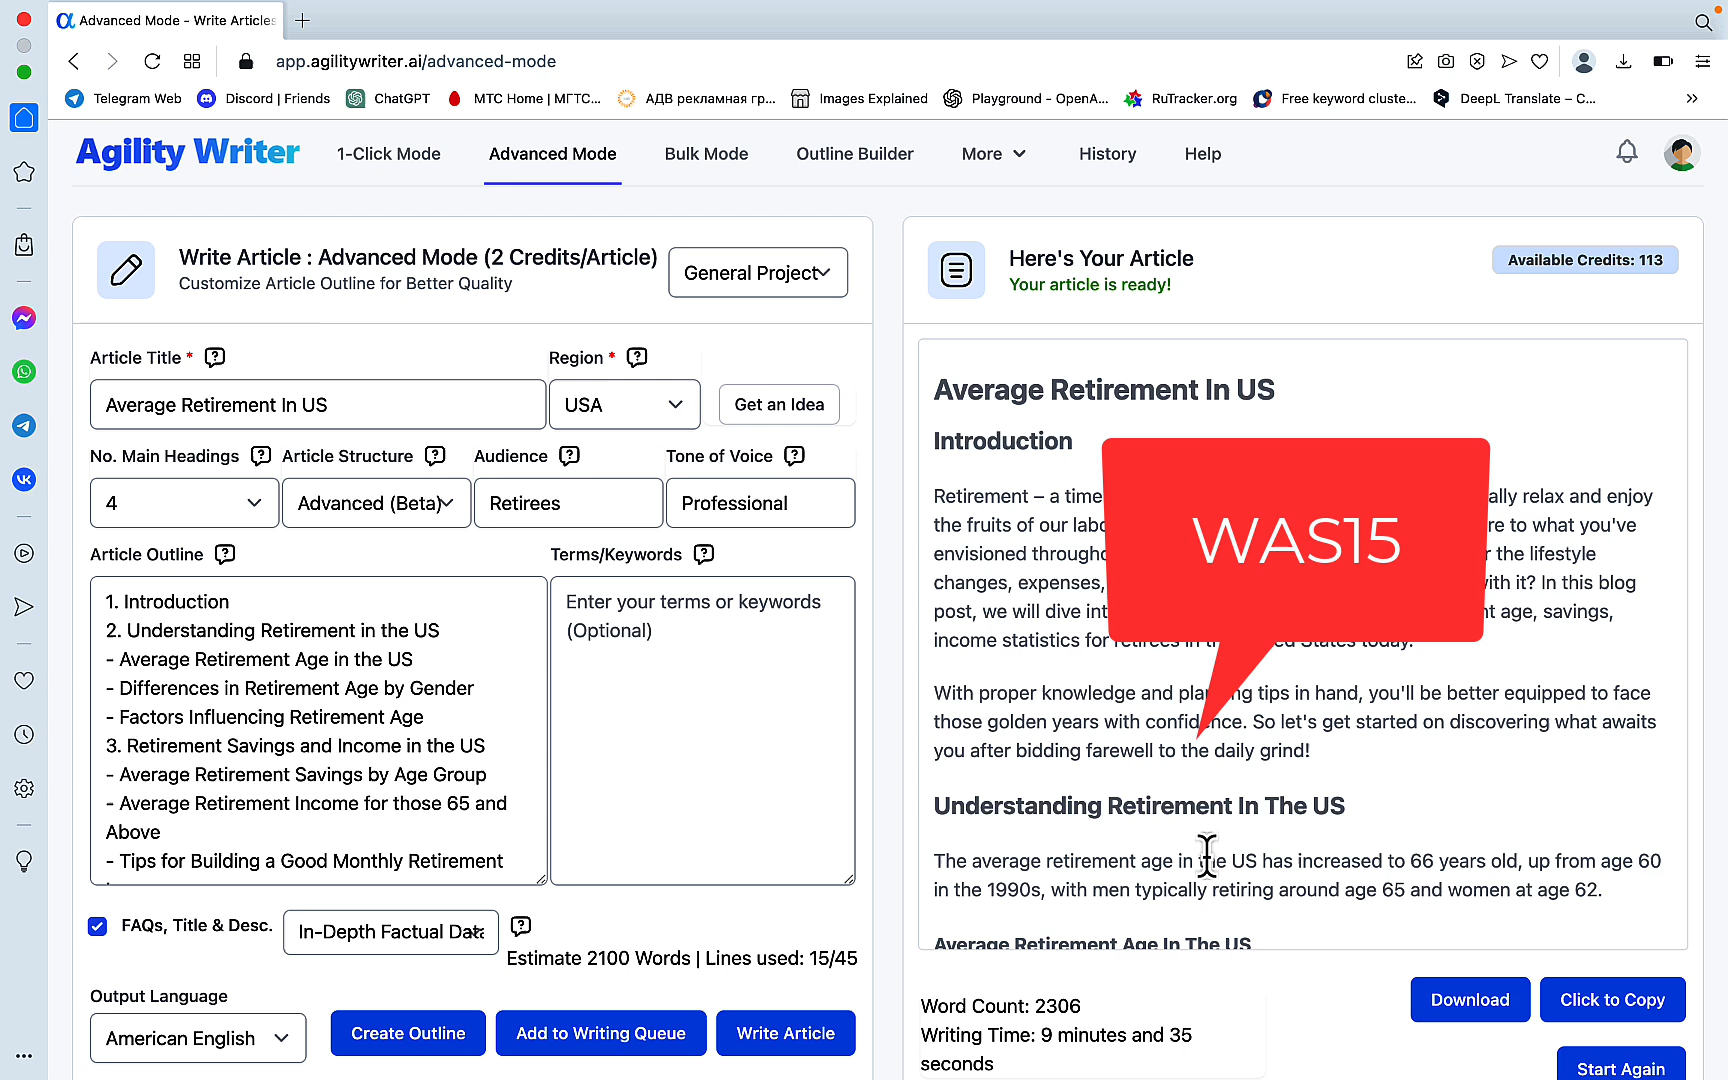 Advanced Mode - Write Articles
app.agilitywriter.ai/advanced-mode
Telegram Web
Discord | Friends
ChatGPT
МТС Home | МГТС...
АДВ рекламная гр...
Images Explained
Playground - OpenA...
RuTracker.org
Free keyword cluste...
DeepL Translate – C...
Agility Writer
1-Click Mode
Advanced Mode
Bulk Mode
Outline Builder
More
History
Help
Write Article : Advanced Mode (2 Credits/Article)
Customize Article Outline for Better Quality
General Project
Article Title *
Region *
Average Retirement In US
USA
Get an Idea
No. Main Headings
Article Structure
Audience
Tone of Voice
4
Advanced (Beta)
Retirees
Professional
Article Outline
Terms/Keywords
1. Introduction
2. Understanding Retirement in the US
- Average Retirement Age in the US
- Differences in Retirement Age by Gender
- Factors Influencing Retirement Age
3. Retirement Savings and Income in the US
- Average Retirement Savings by Age Group
- Average Retirement Income for those 65 and
Above
- Tips for Building a Good Monthly Retirement
Enter your terms or keywords
(Optional)
FAQs, Title & Desc.
In-Depth Factual Data
Estimate 2100 Words | Lines used: 15/45
Output Language
American English
Create Outline
Add to Writing Queue
Write Article
Here's Your Article
Your article is ready!
Available Credits: 113
Average Retirement In US
Introduction
Retirement – a time ally relax and enjoy
the fruits of our labo re to what you've
envisioned througho r the lifestyle
changes, expenses, with it? In this blog
post, we will dive int nt age, savings,
income statistics for retirees in the United States today.
WAS15
With proper knowledge and planning tips in hand, you'll be better equipped to face
those golden years with confidence. So let's get started on discovering what awaits
you after bidding farewell to the daily grind!
Understanding Retirement In The US
The average retirement age in the US has increased to 66 years old, up from age 60
in the 1990s, with men typically retiring around age 65 and women at age 62.
Average Retirement Age In The US
Word Count: 2306
Writing Time: 9 minutes and 35
seconds
Download
Click to Copy
Start Again